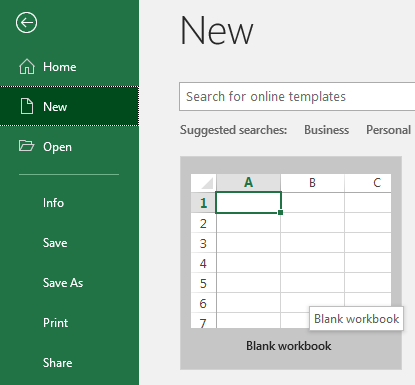 New
Home
New
Open
Info
Save
Save As
Print
Share
Search for online templates
Suggested searches: Business Personal
A B C
1
2
3
4
5
6
7
Blank workbook
Blank workbook